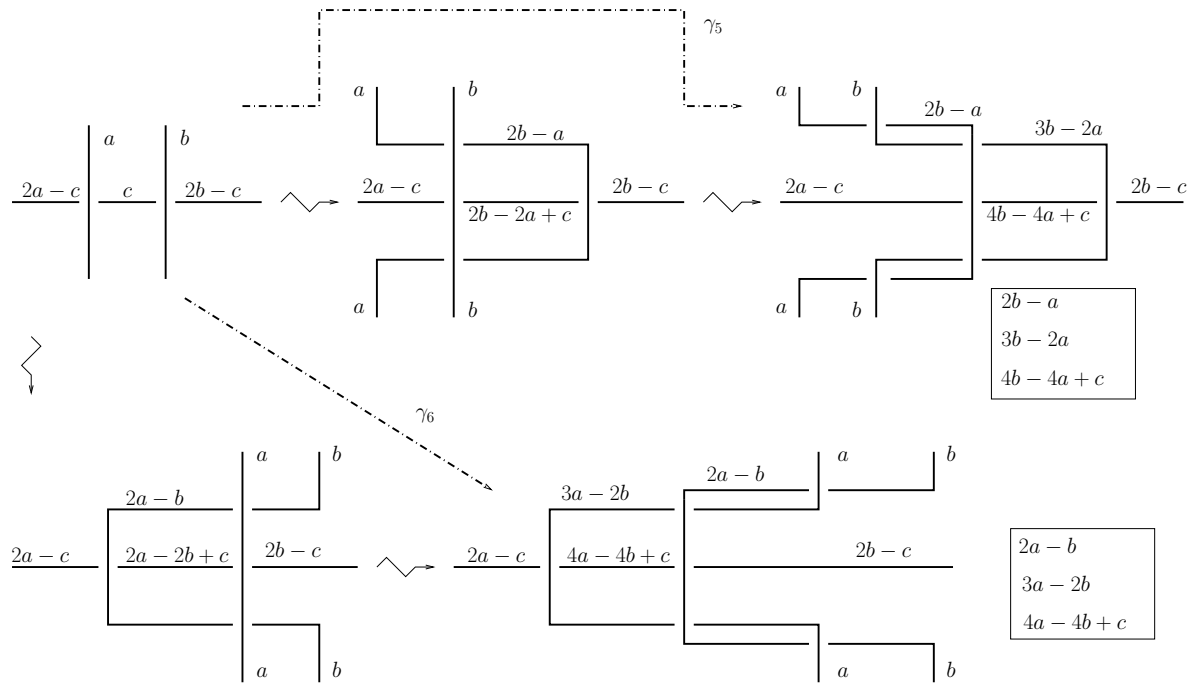 γ5
a
b
2a − c
c
2b − c
a
b
2b − a
2a − c
2b − 2a + c
2b − c
a
b
a
b
2b − a
3b − 2a
2a − c
4b − 4a + c
2b − c
a
b
2b − a
3b − 2a
4b − 4a + c
γ6
a
b
2a − b
2a − c
2a − 2b + c
2b − c
a
b
a
b
2a − b
3a − 2b
2a − c
4a − 4b + c
2b − c
a
b
2a − b
3a − 2b
4a − 4b + c